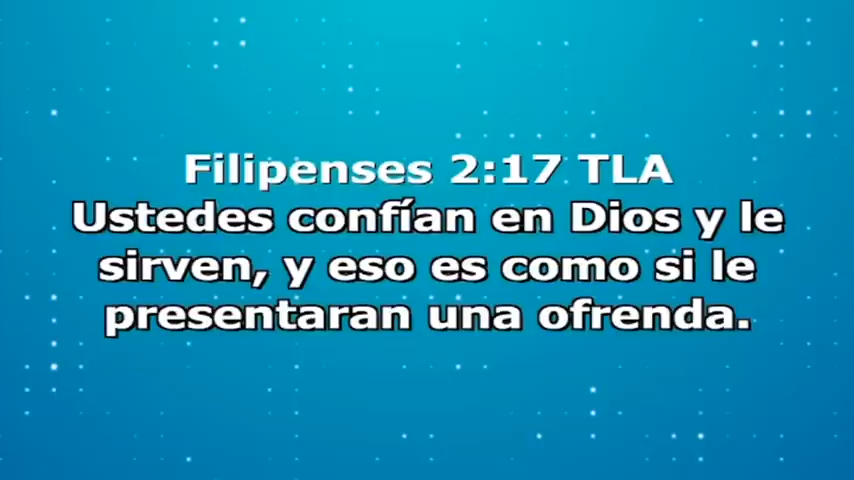 Filipenses 2:17 TLA
Ustedes confían en Dios y le
sirven, y eso es como si le
presentaran una ofrenda.